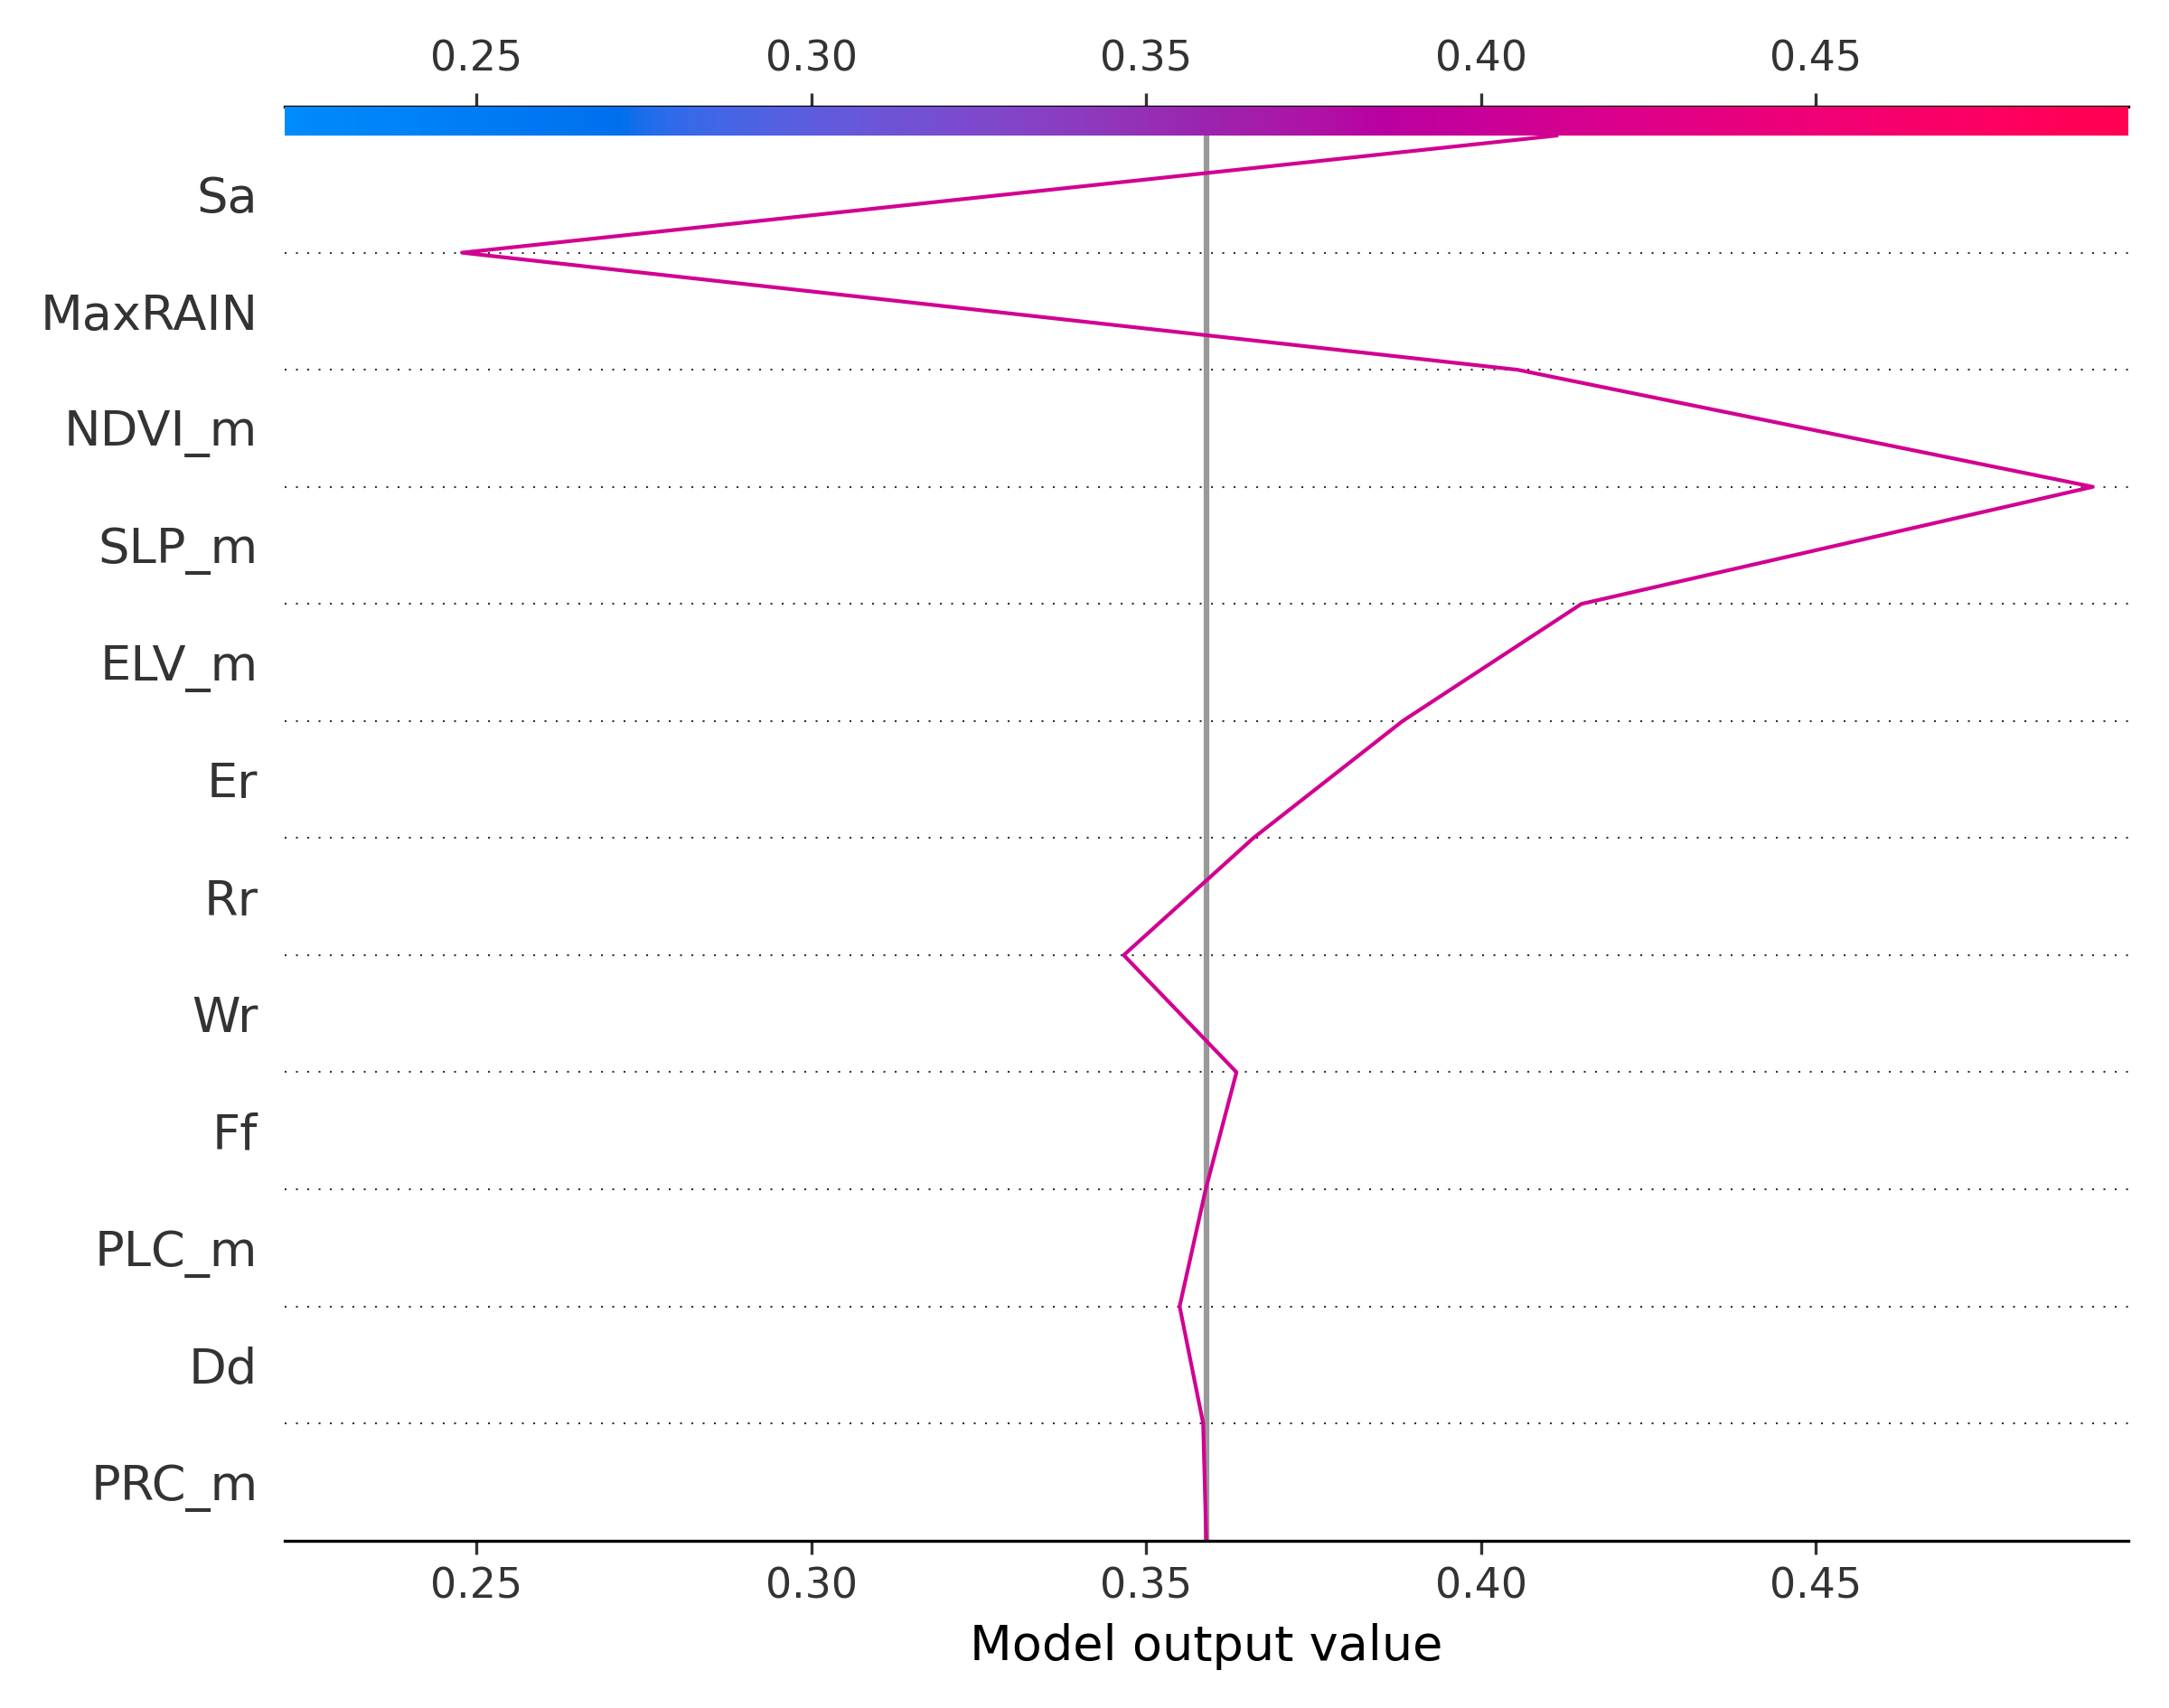 0.25 0.30 0.35 0.40 0.45
Sa
MaxRAIN
NDVI_m
SLP_m
ELV_m
Er
Rr
Wr
Ff
PLC_m
Dd
PRC_m
0.25 0.30 0.35 0.40 0.45
Model output value